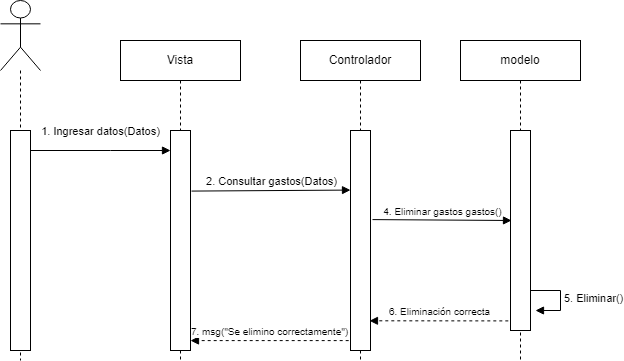 Vista
Controlador
modelo
1. Ingresar datos(Datos)
2. Consultar gastos(Datos)
4. Eliminar gastos gastos()
5. Eliminar()
6. Eliminación correcta
7. msg("Se elimino correctamente")